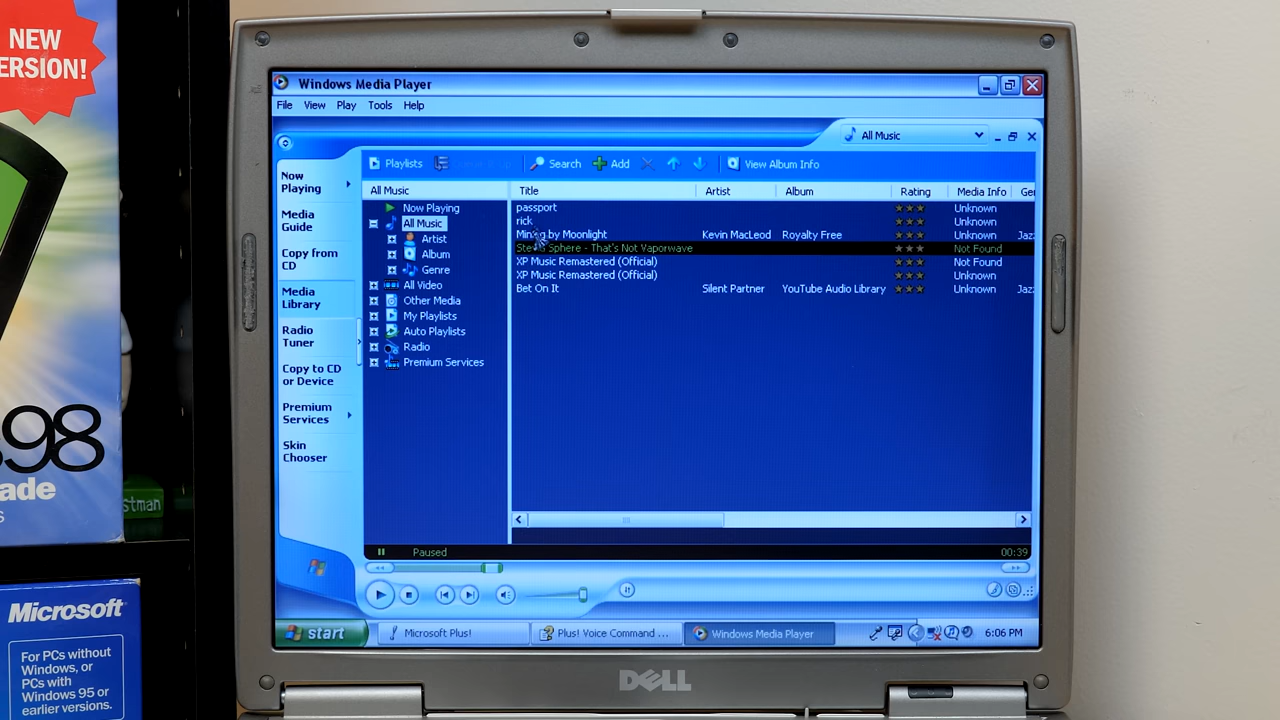 NEW
ERSION!
98
ade
s
stman
Microsoft
For PCs without
Windows, or
PCs with
Windows 95 or
earlier versions.
Windows Media Player
File View Play Tools Help
All Music
Playlists Search Add View Album Info
Now
Playing
Media
Guide
Copy from
CD
Media
Library
Radio
Tuner
Copy to CD
or Device
Premium
Services
Skin
Chooser
All Music
Now Playing
All Music
Artist
Album
Genre
All Video
Other Media
My Playlists
Auto Playlists
Radio
Premium Services
Title Artist Album Rating Media Info Ger
passport Unknown
rick Unknown
Mining by Moonlight Kevin MacLeod Royalty Free Unknown Jaz
Sphere - That's Not Vaporwave Not Found
XP Music Remastered (Official) Not Found
XP Music Remastered (Official) Unknown
Bet On It Silent Partner YouTube Audio Library Unknown Jaz
Paused 00:39
start Microsoft Plus! Plus! Voice Command ... Windows Media Player 6:06 PM
DELL